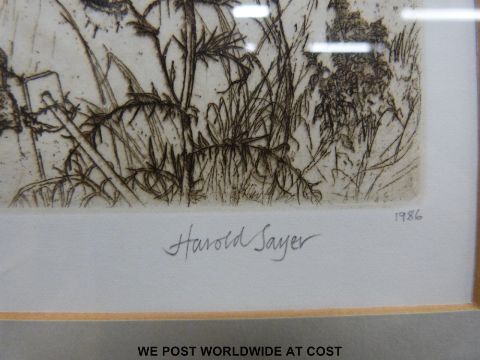 1986
Harold Sayer
WE POST WORLDWIDE AT COST